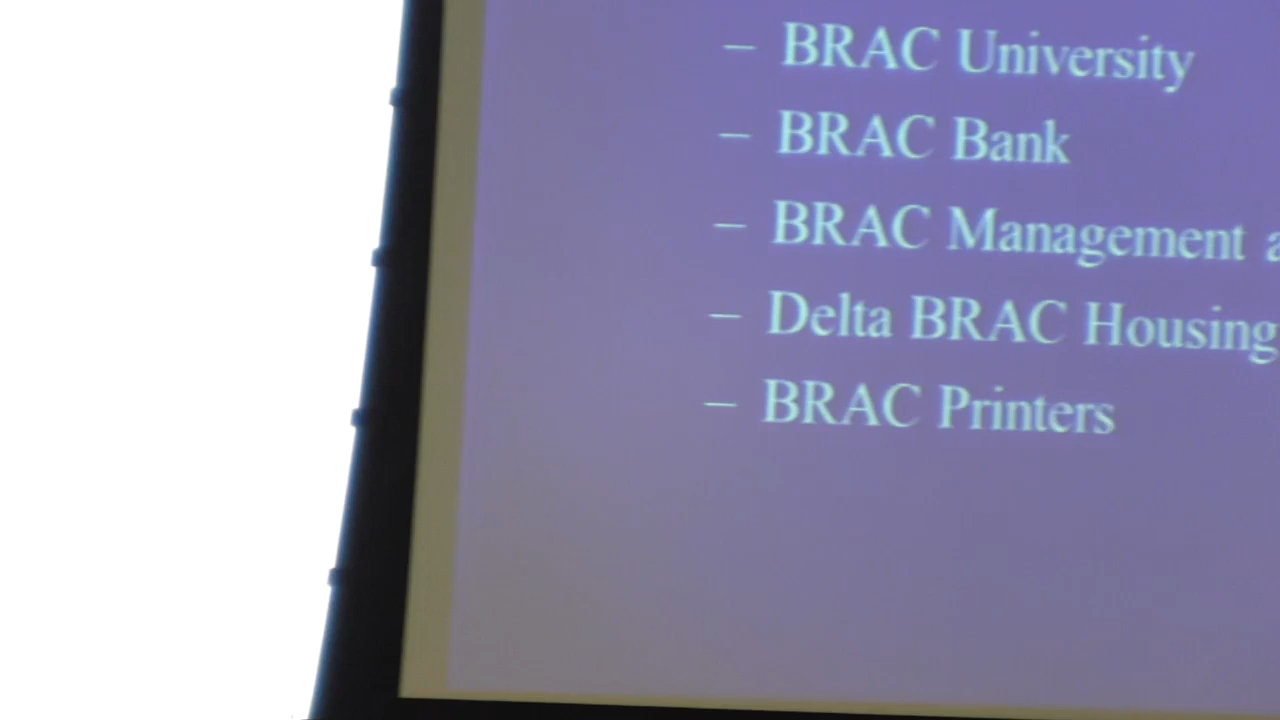 – BRAC University
– BRAC Bank
– BRAC Management
– Delta BRAC Housing
– BRAC Printers